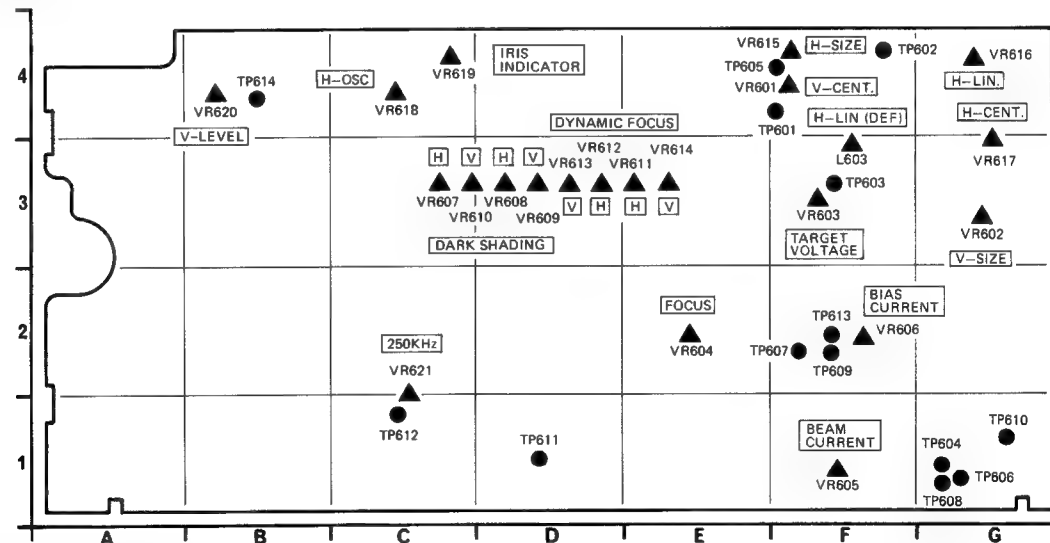 4
3
2
1
VR615
H–SIZE
TP602
TP605
VR616
VR601
V–CENT.
H–LIN.
TP601
H–LIN (DEF)
H–CENT.
L603
VR617
IRIS
INDICATOR
VR619
H–OSC
VR618
TP614
VR620
V–LEVEL
DYNAMIC FOCUS
VR612
VR614
VR613
VR611
H
V
H
V
VR607
VR608
VR610
VR609
V
H
H
V
DARK SHADING
TP603
VR603
TARGET
VOLTAGE
VR602
V–SIZE
FOCUS
VR604
BIAS
CURRENT
TP613
VR606
TP607
TP609
250KHz
VR621
TP612
TP611
BEAM
CURRENT
VR605
TP610
TP604
TP606
TP608
A
B
C
D
E
F
G